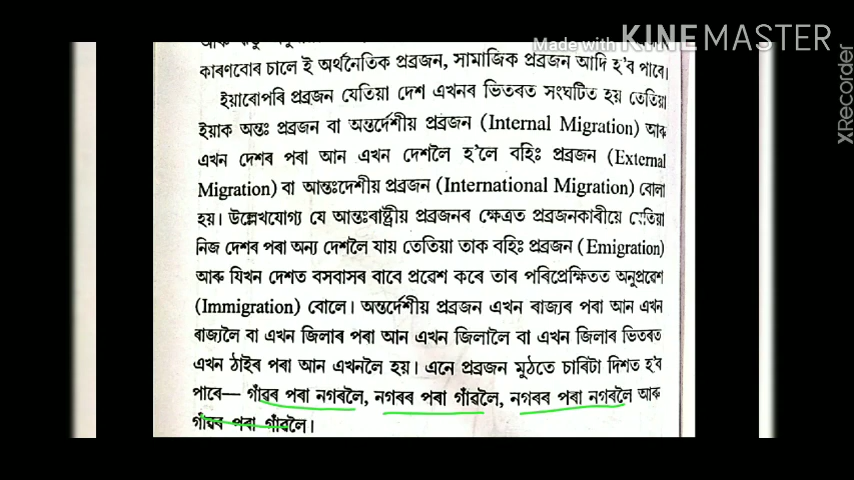 Made with KINEMASTER
XRecorder
কাৰণবোৰ চালে ই অৰ্থনৈতিক প্ৰব্ৰজন, সামাজিক প্ৰব্ৰজন আদি হ'ব পাৰে।
ইয়াৰোপৰি প্ৰব্ৰজন যেতিয়া দেশ এখনৰ ভিতৰত সংঘটিত হয় তেতিয়া
ইয়াক অন্তঃ প্ৰব্ৰজন বা অন্তৰ্দেশীয় প্ৰব্ৰজন (Internal Migration) আৰু
এখন দেশৰ পৰা আন এখন দেশলৈ হ'লে বহিঃ প্ৰব্ৰজন (External
Migration) বা আন্তঃদেশীয় প্ৰব্ৰজন (International Migration) বোলা
হয়। উল্লেখযোগ্য যে আন্তঃৰাষ্ট্ৰীয় প্ৰব্ৰজনৰ ক্ষেত্ৰত প্ৰব্ৰজনকাৰীয়ে যেতিয়া
নিজ দেশৰ পৰা অন্য দেশলৈ যায় তেতিয়া তাক বহিঃ প্ৰব্ৰজন (Emigration)
আৰু যিখন দেশত বসবাসৰ বাবে প্ৰৱেশ কৰে তাৰ পৰিপ্ৰেক্ষিতত অনুপ্ৰৱেশ
(Immigration) বোলে। অন্তৰ্দেশীয় প্ৰব্ৰজন এখন ৰাজ্যৰ পৰা আন এখন
ৰাজ্যলৈ বা এখন জিলাৰ পৰা আন এখন জিলালৈ বা এখন জিলাৰ ভিতৰত
এখন ঠাইৰ পৰা আন এখনলৈ হয়। এনে প্ৰব্ৰজন মুঠতে চাৰিটা দিশত হ'ব
পাৰে— গাঁৱৰ পৰা নগৰলৈ, নগৰৰ পৰা গাঁৱলৈ, নগৰৰ পৰা নগৰলৈ আৰু
গাঁৱৰ পৰা গাঁৱলৈ।